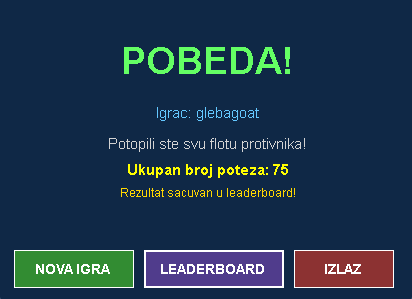 POBEDA!
Igrac: glebagoat
Potopili ste svu flotu protivnika!
Ukupan broj poteza: 75
Rezultat sacuvan u leaderboard!
NOVA IGRA LEADERBOARD IZLAZ